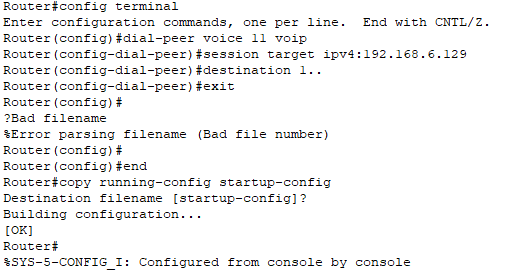 Router#config terminal
Enter configuration commands, one per line.  End with CNTL/Z.
Router(config)#dial-peer voice 11 voip
Router(config-dial-peer)#session target ipv4:192.168.6.129
Router(config-dial-peer)#destination 1..
Router(config-dial-peer)#exit
Router(config)#
?Bad filename
%Error parsing filename (Bad file number)
Router(config)#
Router(config)#end
Router#copy running-config startup-config
Destination filename [startup-config]?
Building configuration...
[OK]
Router#
%SYS-5-CONFIG_I: Configured from console by console